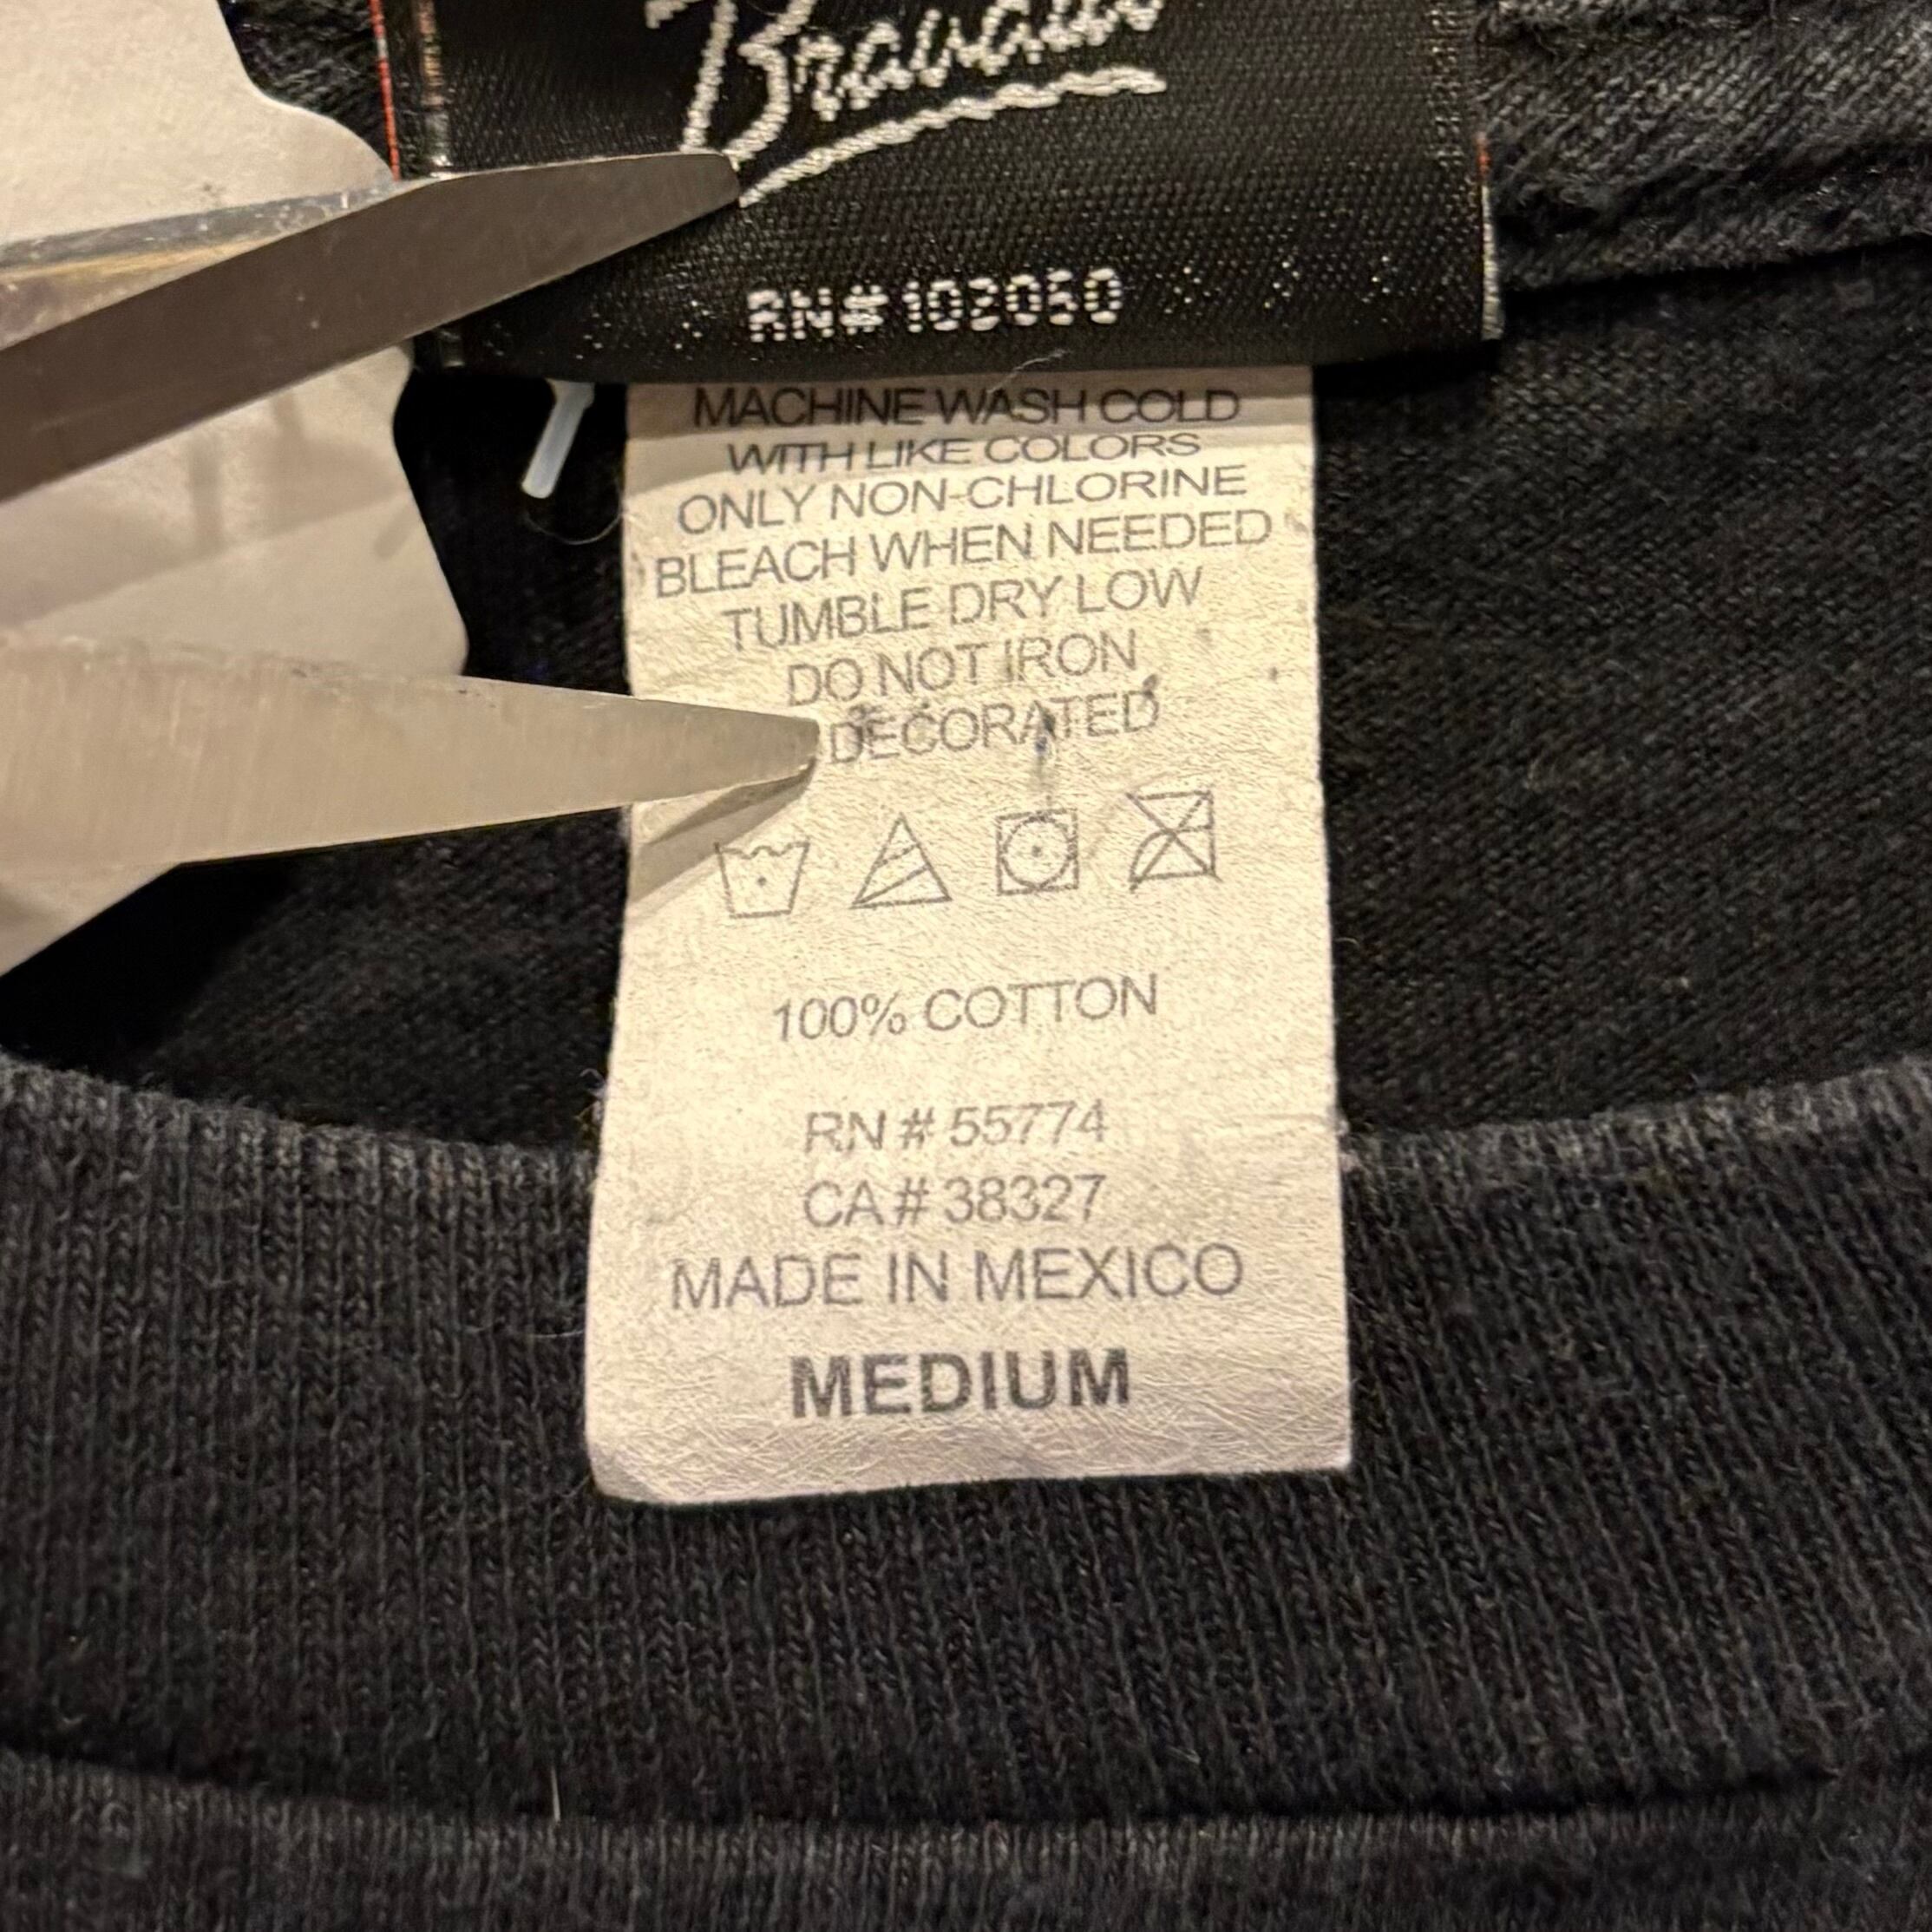 Bravado
RN#102050
MACHINE WASH COLD
WITH LIKE COLORS
ONLY NON-CHLORINE
BLEACH WHEN NEEDED
TUMBLE DRY LOW
DO NOT IRON
DECORATED
100% COTTON
RN # 55774
CA # 38327
MADE IN MEXICO
MEDIUM